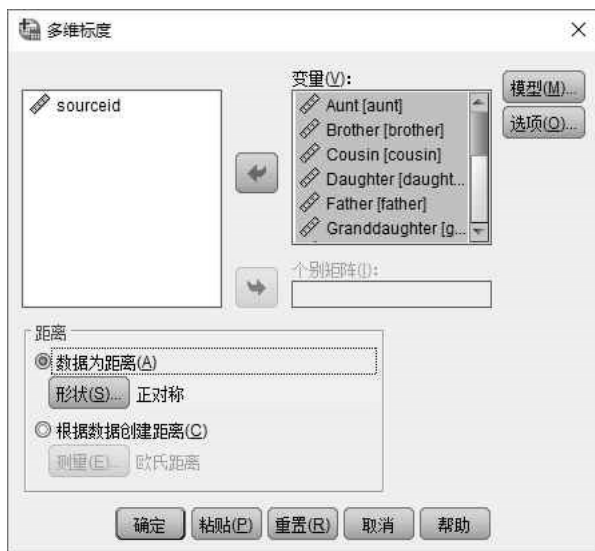 多维标度
sourceid
变量(V):
Aunt [aunt]
Brother [brother]
Cousin [cousin]
Daughter [daught...
Father [father]
Granddaughter [g...
模型(M)...
选项(O)...
个别矩阵(I):
距离
数据为距离(A)
形状(S)... 正对称
根据数据创建距离(C)
测量(E)... 欧氏距离
确定 粘贴(P) 重置(R) 取消 帮助